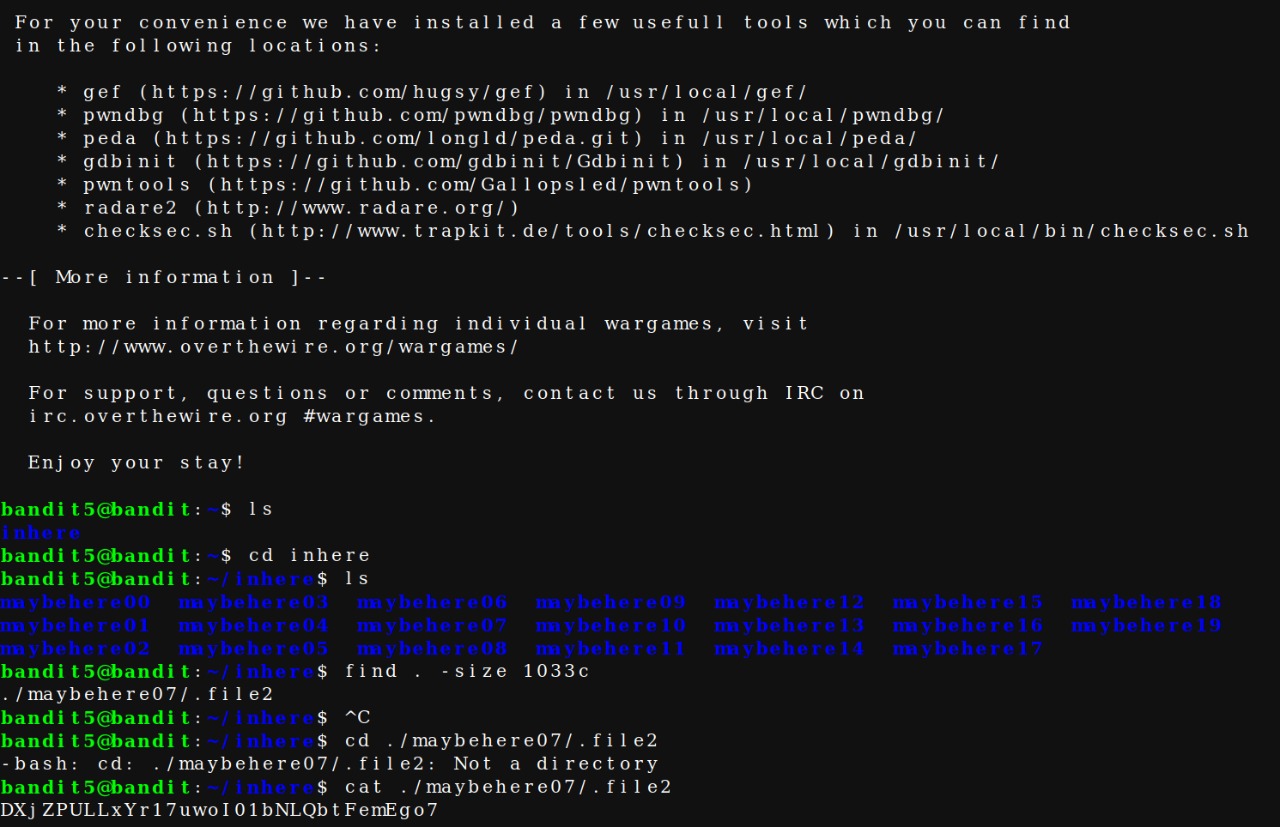 For your convenience we have installed a few usefull tools which you can find
in the following locations:
* gef (https://github.com/hugsy/gef) in /usr/local/gef/
* pwndbg (https://github.com/pwndbg/pwndbg) in /usr/local/pwndbg/
* peda (https://github.com/longld/peda.git) in /usr/local/peda/
* gdbinit (https://github.com/gdbinit/Gdbinit) in /usr/local/gdbinit/
* pwntools (https://github.com/Gallopsled/pwntools)
* radare2 (http://www.radare.org/)
* checksec.sh (http://www.trapkit.de/tools/checksec.html) in /usr/local/bin/checksec.sh
--[ More information ]--
For more information regarding individual wargames, visit
http://www.overthewire.org/wargames/
For support, questions or comments, contact us through IRC on
irc.overthewire.org #wargames.
Enjoy your stay!
bandit5@bandit:~$ ls
inhere
bandit5@bandit:~$ cd inhere
bandit5@bandit:~/inhere$ ls
maybehere00 maybehere03 maybehere06 maybehere09 maybehere12 maybehere15 maybehere18
maybehere01 maybehere04 maybehere07 maybehere10 maybehere13 maybehere16 maybehere19
maybehere02 maybehere05 maybehere08 maybehere11 maybehere14 maybehere17
bandit5@bandit:~/inhere$ find . -size 1033c
./maybehere07/.file2
bandit5@bandit:~/inhere$ ^C
bandit5@bandit:~/inhere$ cd ./maybehere07/.file2
-bash: cd: ./maybehere07/.file2: Not a directory
bandit5@bandit:~/inhere$ cat ./maybehere07/.file2
DXjZPULLxYr17uwoI01bNLQbtFemEgo7